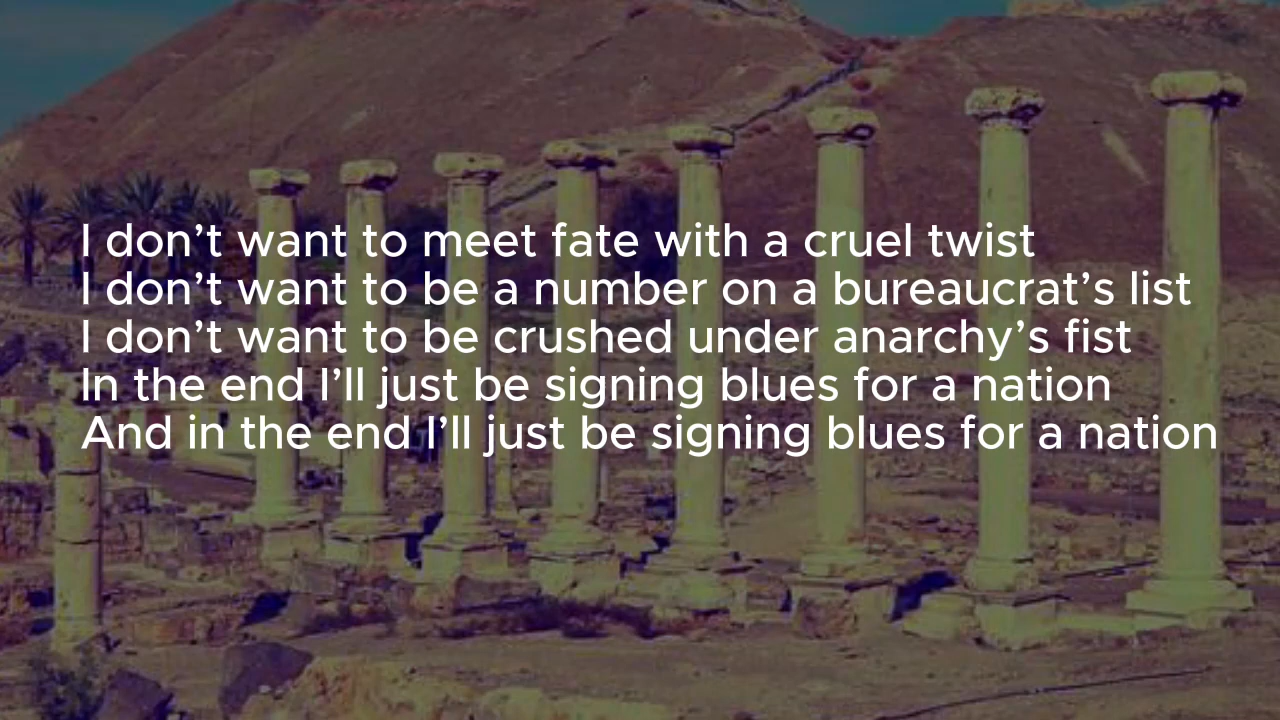 I don’t want to meet fate with a cruel twist
I don’t want to be a number on a bureaucrat’s list
I don’t want to be crushed under anarchy’s fist
In the end I’ll just be signing blues for a nation
And in the end I’ll just be signing blues for a nation